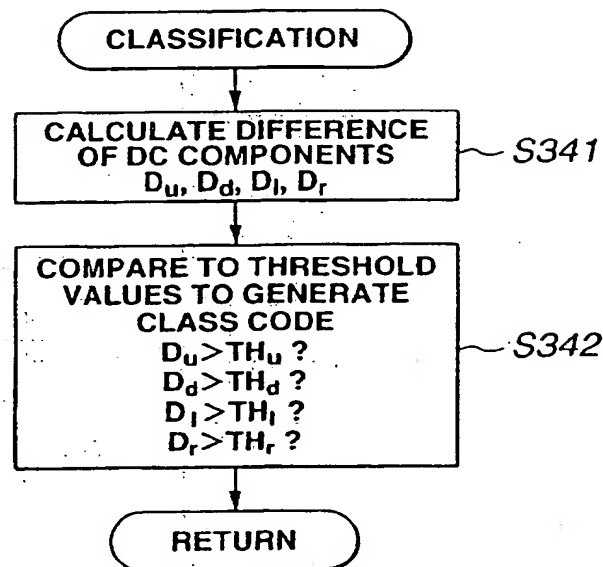 CLASSIFICATION
CALCULATE DIFFERENCE
OF DC COMPONENTS
Du, Dd, Dl, Dr
S341
COMPARE TO THRESHOLD
VALUES TO GENERATE
CLASS CODE
Du>THu ?
Dd>THd ?
Dl>THl ?
Dr>THr ?
S342
RETURN